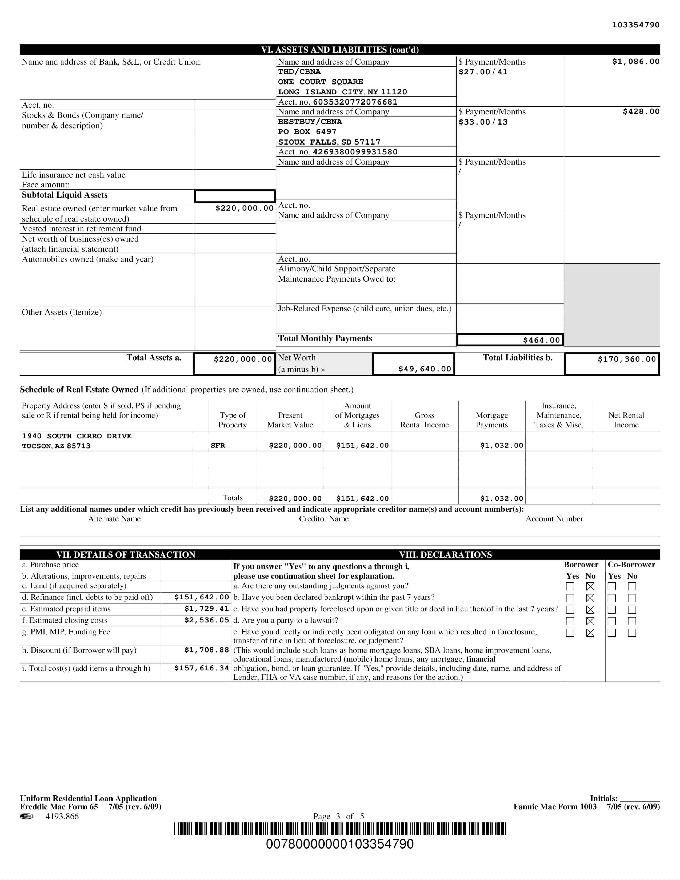 103354790
VI. ASSETS AND LIABILITIES (cont'd)
Name and address of Bank, S&L, or Credit Union
Name and address of Company
$ Payment/Months
$1,086.00
THD/CBNA
$27.00/41
ONE COURT SQUARE
LONG ISLAND CITY, NY 11120
Acct. no.
Acct. no. 6035320772076681
Stocks & Bonds (Company name/
number & description)
Name and address of Company
$ Payment/Months
$428.00
BESTBUY/CBNA
$33.00/13
PO BOX 6497
SIOUX FALLS, SD 57117
Acct. no. 4269380099931580
Name and address of Company
$ Payment/Months
/
Life insurance net cash value
Face amount:
Subtotal Liquid Assets
Real estate owned (enter market value from
schedule of real estate owned)
$220,000.00
Acct. no.
Name and address of Company
$ Payment/Months
/
Vested interest in retirement fund
Net worth of business(es) owned
(attach financial statement)
Automobiles owned (make and year)
Acct. no.
Alimony/Child Support/Separate
Maintenance Payments Owed to:
Other Assets (itemize)
Job-Related Expense (child care, union dues, etc.)
Total Monthly Payments
$464.00
Total Assets a.
$220,000.00
Net Worth
(a minus b) »
$49,640.00
Total Liabilities b.
$170,360.00
Schedule of Real Estate Owned (If additional properties are owned, use continuation sheet.)
Property Address (enter S if sold, PS if pending
sale or R if rental being held for income)
Type of
Property
Present
Market Value
Amount
of Mortgages
& Liens
Gross
Rental Income
Mortgage
Payments
Insurance,
Maintenance,
Taxes & Misc.
Net Rental
Income
1940 SOUTH CERRO DRIVE
TUCSON, AZ 85713
SFR
$220,000.00
$151,642.00
$1,032.00
Totals
$220,000.00
$151,642.00
$1,032.00
List any additional names under which credit has previously been received and indicate appropriate creditor name(s) and account number(s):
Alternate Name
Creditor Name
Account Number
VII. DETAILS OF TRANSACTION
VIII. DECLARATIONS
a. Purchase price
b. Alterations, improvements, repairs
c. Land (if acquired separately)
d. Refinance (incl. debts to be paid off) $151,642.00
e. Estimated prepaid items $1,729.41
f. Estimated closing costs $2,536.05
g. PMI, MIP, Funding Fee
h. Discount (if Borrower will pay) $1,708.88
i. Total cost(s) (add items a through h) $157,616.34
If you answer "Yes" to any questions a through i,
please use continuation sheet for explanation.
Borrower
Co-Borrower
Yes No
Yes No
a. Are there any outstanding judgments against you?
b. Have you been declared bankrupt within the past 7 years?
c. Have you had property foreclosed upon or given title or deed in lieu thereof in the last 7 years?
d. Are you a party to a lawsuit?
e. Have you directly or indirectly been obligated on any loan which resulted in foreclosure,
transfer of title in lieu of foreclosure, or judgment?
(This would include such loans as home mortgage loans, SBA loans, home improvement loans,
educational loans, manufactured (mobile) home loans, any mortgage, financial
obligation, bond, or loan guarantee. If "Yes," provide details, including date, name, and address of
Lender, FHA or VA case number, if any, and reasons for the action.)
Uniform Residential Loan Application
Freddie Mac Form 65 7/05 (rev. 6/09)
4193.866
Page 3 of 5
Initials:
Fannie Mae Form 1003 7/05 (rev. 6/09)
00780000000103354790